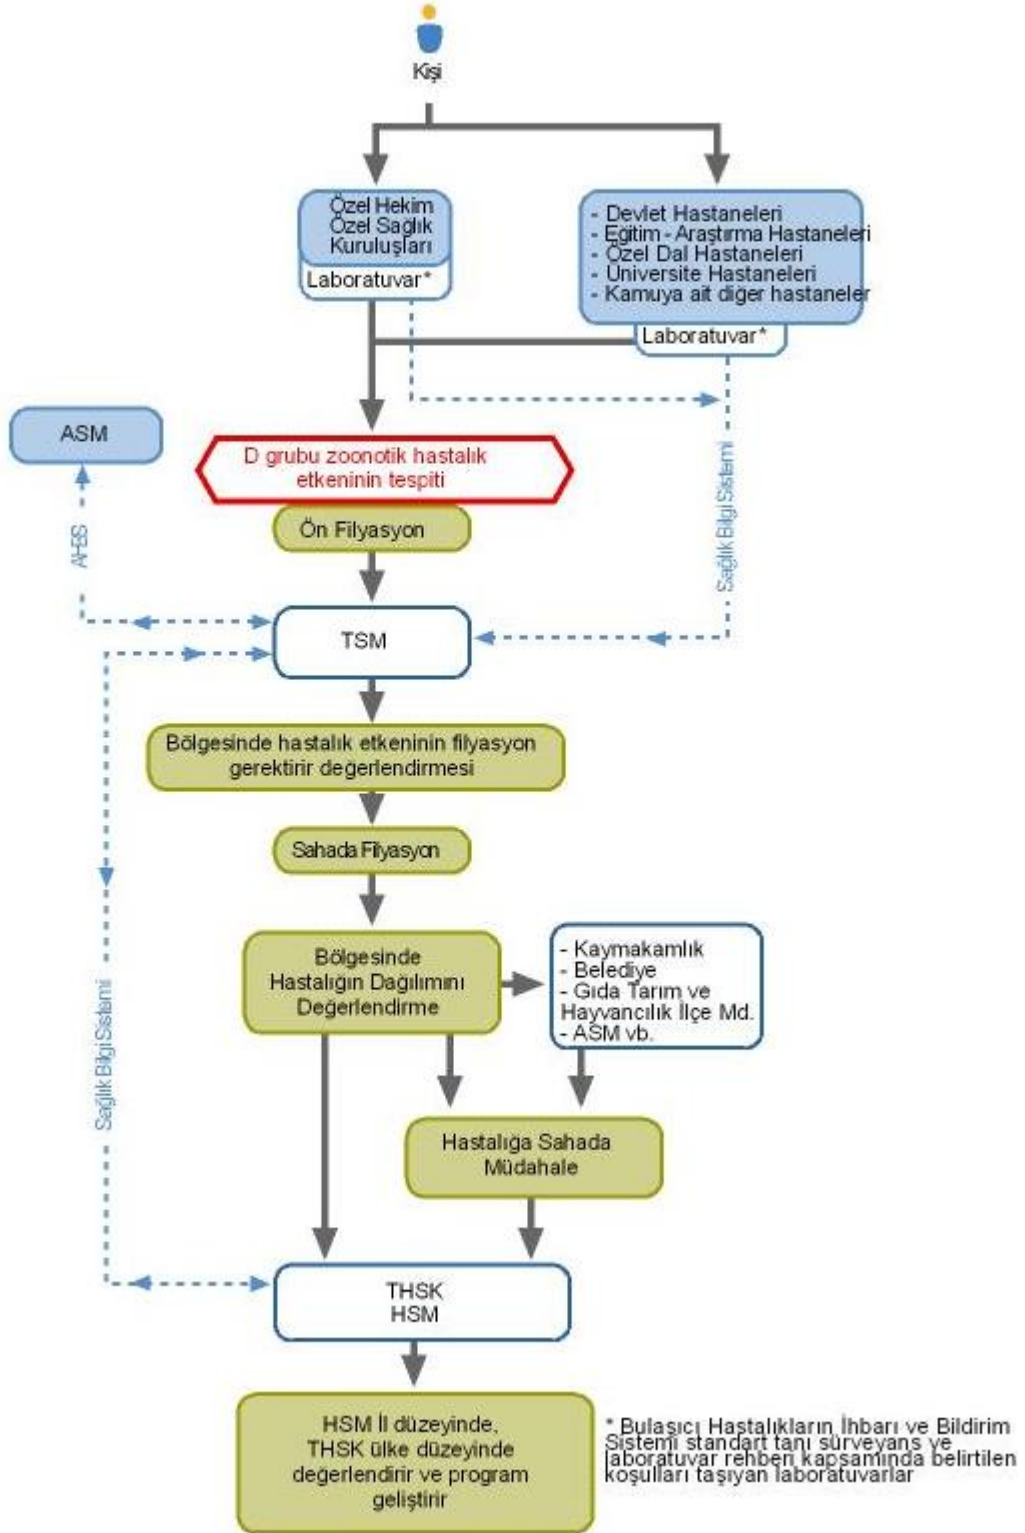 Kişi
Özel Hekim
Özel Sağlık
Kuruluşları
Laboratuvar*
- Devlet Hastaneleri
- Eğitim - Araştırma Hastaneleri
- Özel Dal Hastaneleri
- Üniversite Hastaneleri
- Kamuya ait diğer hastaneler
Laboratuvar*
ASM
D grubu zoonotik hastalık
etkeninin tespiti
Ön Filyasyon
AHBS
Sağlık Bilgi Sistemi
TSM
Bölgesinde hastalık etkeninin filyasyon
gerektirir değerlendirmesi
Sahada Filyasyon
Bölgesinde
Hastalığın Dağılımını
Değerlendirme
- Kaymakamlık
- Belediye
- Gıda Tarım ve
Hayvancılık İlçe Md.
- ASM vb.
Sağlık Bilgi Sistemi
Hastalığa Sahada
Müdahale
THSK
HSM
HSM İl düzeyinde,
THSK ülke düzeyinde
değerlendirir ve program
geliştirir
* Bulaşıcı Hastalıkların İhbarı ve Bildirim
Sistemi standart tanı sürveyans ve
laboratuvar rehberi kapsamında belirtilen
koşulları taşıyan laboratuvarlar